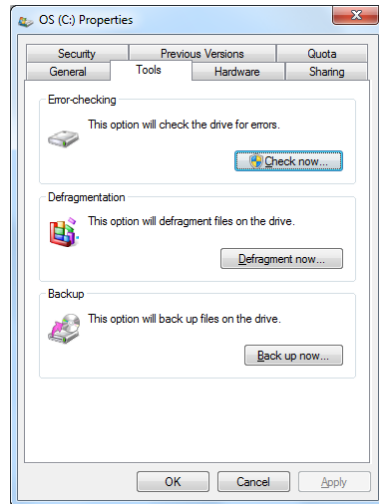 OS (C:) Properties
Security Previous Versions Quota
General Tools Hardware Sharing
Error-checking
This option will check the drive for errors.
Check now...
Defragmentation
This option will defragment files on the drive.
Defragment now...
Backup
This option will back up files on the drive.
Back up now...
OK Cancel Apply